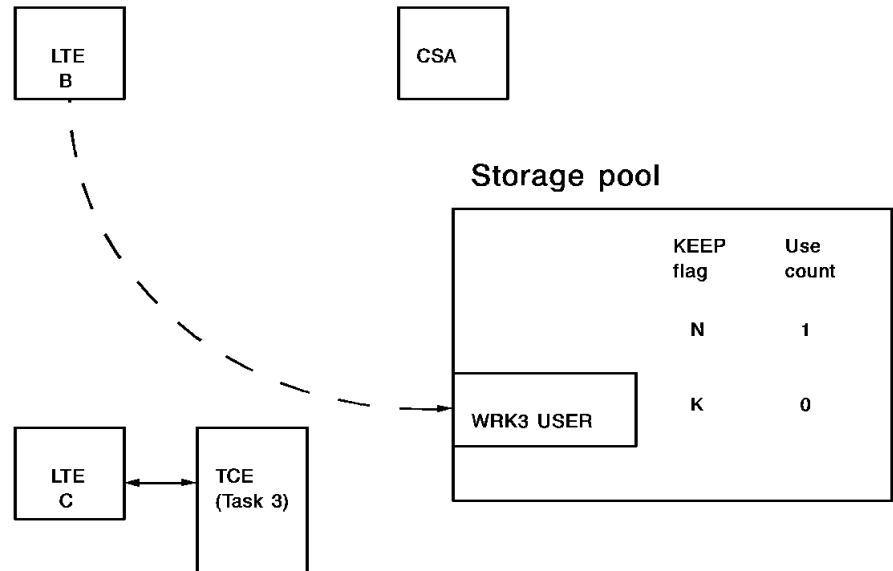 LTE
B
CSA
Storage pool
KEEP Use
flag count
N 1
K 0
WRK3 USER
LTE
C
TCE
(Task 3)